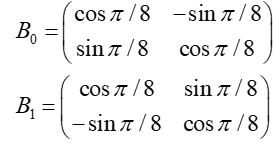 B₀ = ( cos π / 8   −sin π / 8
       sin π / 8    cos π / 8 )
B₁ = ( cos π / 8    sin π / 8
      −sin π / 8    cos π / 8 )